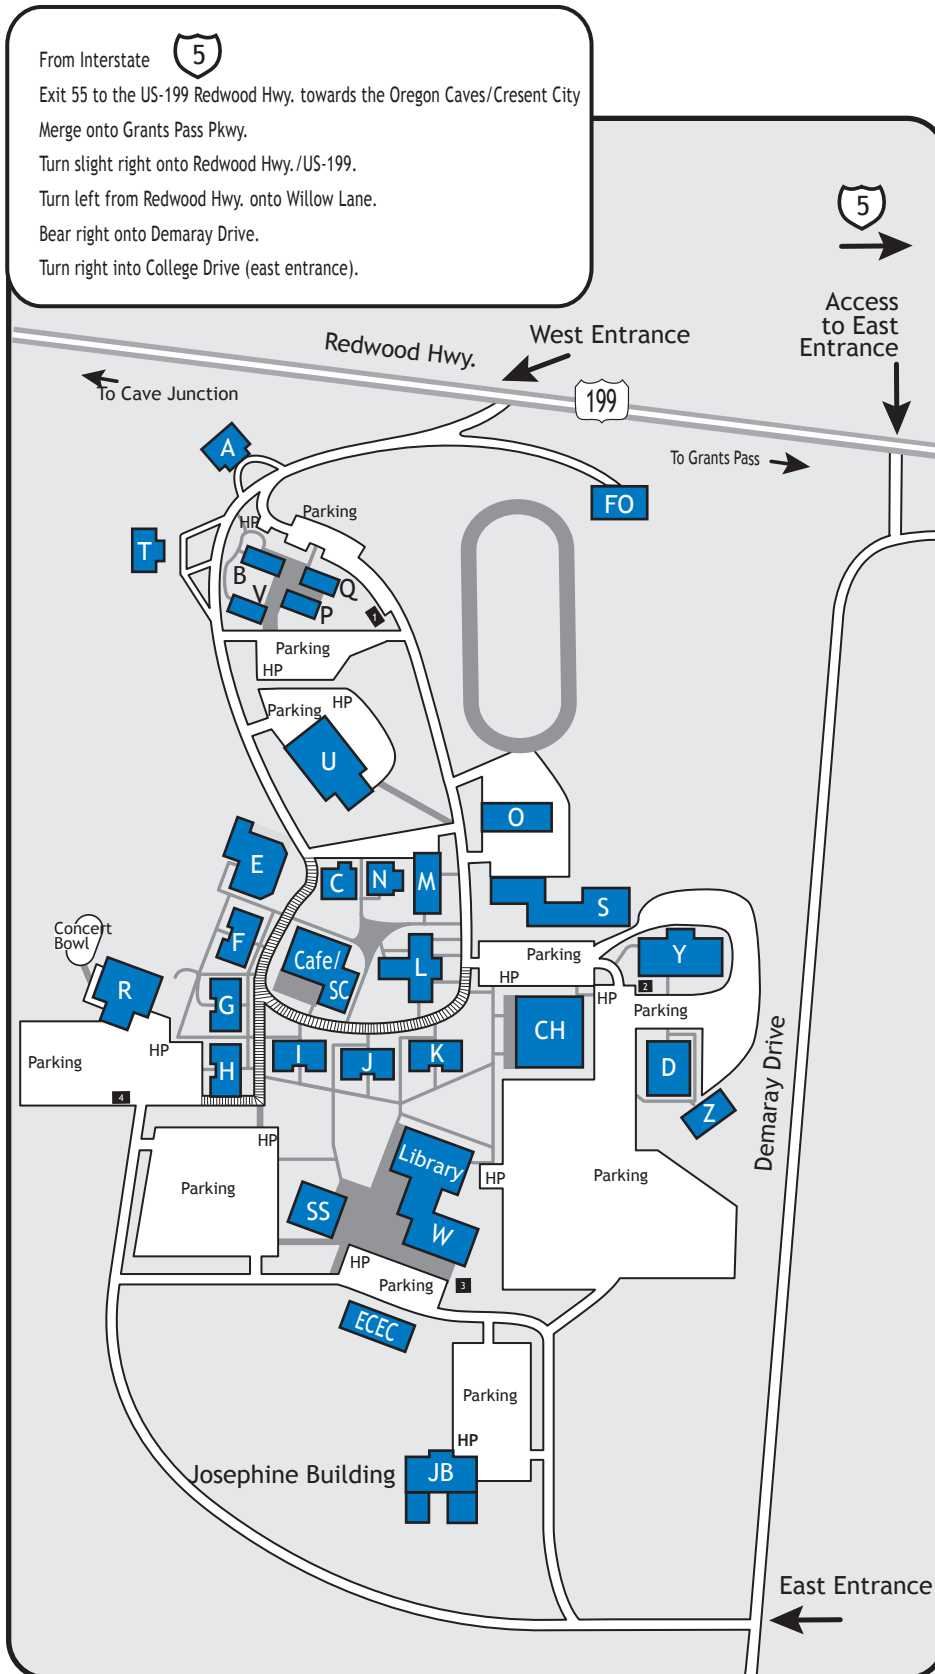 From Interstate 5
Exit 55 to the US-199 Redwood Hwy. towards the Oregon Caves/Cresent City
Merge onto Grants Pass Pkwy.
Turn slight right onto Redwood Hwy./US-199.
Turn left from Redwood Hwy. onto Willow Lane.
Bear right onto Demaray Drive.
Turn right into College Drive (east entrance).
5
Access
to East
Entrance
West Entrance
Redwood Hwy.
199
To Cave Junction
To Grants Pass
A
FO
Parking
HP
T
B
Q
V
P
1
Parking
HP
HP
Parking
U
O
E
C
N
M
S
Concert
Bowl
F
Cafe/
SC
L
Parking
HP
Y
2
HP
Parking
R
G
CH
HP
Parking
I
J
K
D
H
4
Z
Demaray Drive
HP
Parking
Library
HP
Parking
SS
W
HP
Parking
3
ECEC
Parking
HP
Josephine Building
JB
East Entrance